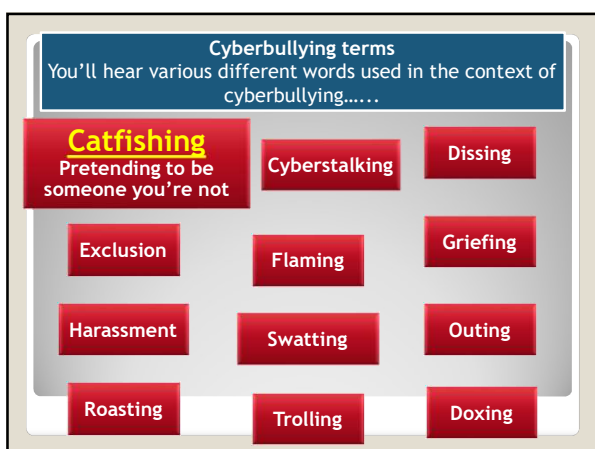 Cyberbullying terms
You’ll hear various different words used in the context of
cyberbullying…...
Catfishing
Pretending to be
someone you’re not
Cyberstalking
Dissing
Exclusion
Flaming
Griefing
Harassment
Swatting
Outing
Roasting
Trolling
Doxing